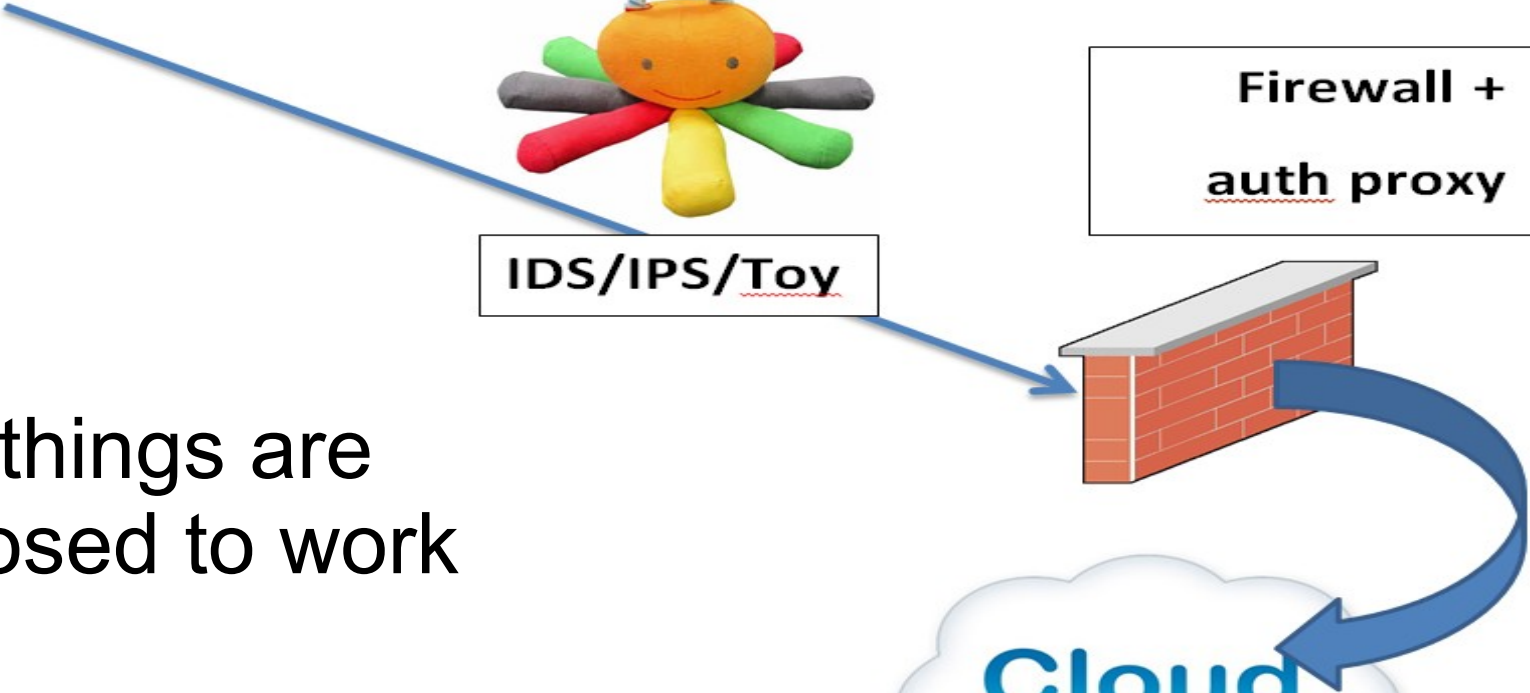 Firewall +
auth proxy
IDS/IPS/Toy
things are
osed to work
Cloud